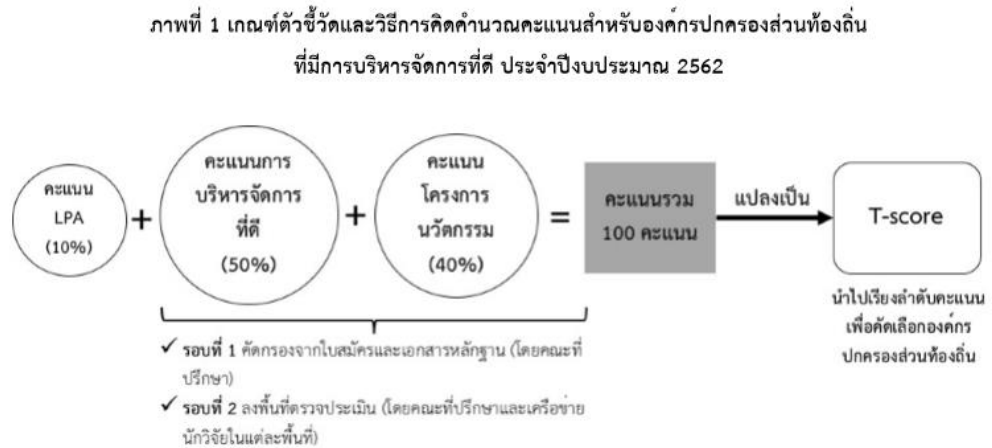 ภาพที่ 1 เกณฑ์ตัวชี้วัดและวิธีการคิดคำนวณคะแนนสำหรับองค์กรปกครองส่วนท้องถิ่น
ที่มีการบริหารจัดการที่ดี ประจำปีงบประมาณ 2562
คะแนน
LPA
(10%)
+
คะแนนการ
บริหารจัดการ
ที่ดี
(50%)
+
คะแนน
โครงการ
นวัตกรรม
(40%)
=
คะแนนรวม
100 คะแนน
แปลงเป็น
T-score
นำไปเรียงลำดับคะแนน
เพื่อคัดเลือกองค์กร
ปกครองส่วนท้องถิ่น
✓ รอบที่ 1 คัดกรองจากใบสมัครและเอกสารหลักฐาน (โดยคณะที่
ปรึกษา)
✓ รอบที่ 2 ลงพื้นที่ตรวจประเมิน (โดยคณะที่ปรึกษาและเครือข่าย
นักวิจัยในแต่ละพื้นที่)